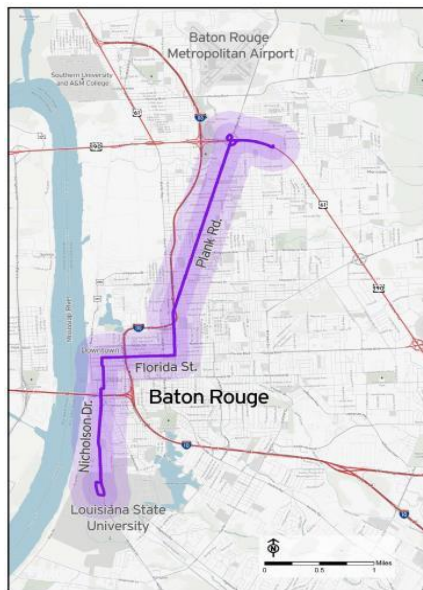 Baton Rouge
Metropolitan Airport
Southern University
and A&M College
Plank Rd.
Mississippi River
Downtown
Florida St.
Baton Rouge
Nicholson Dr.
Louisiana State
University
N
0
0.5
1
Miles